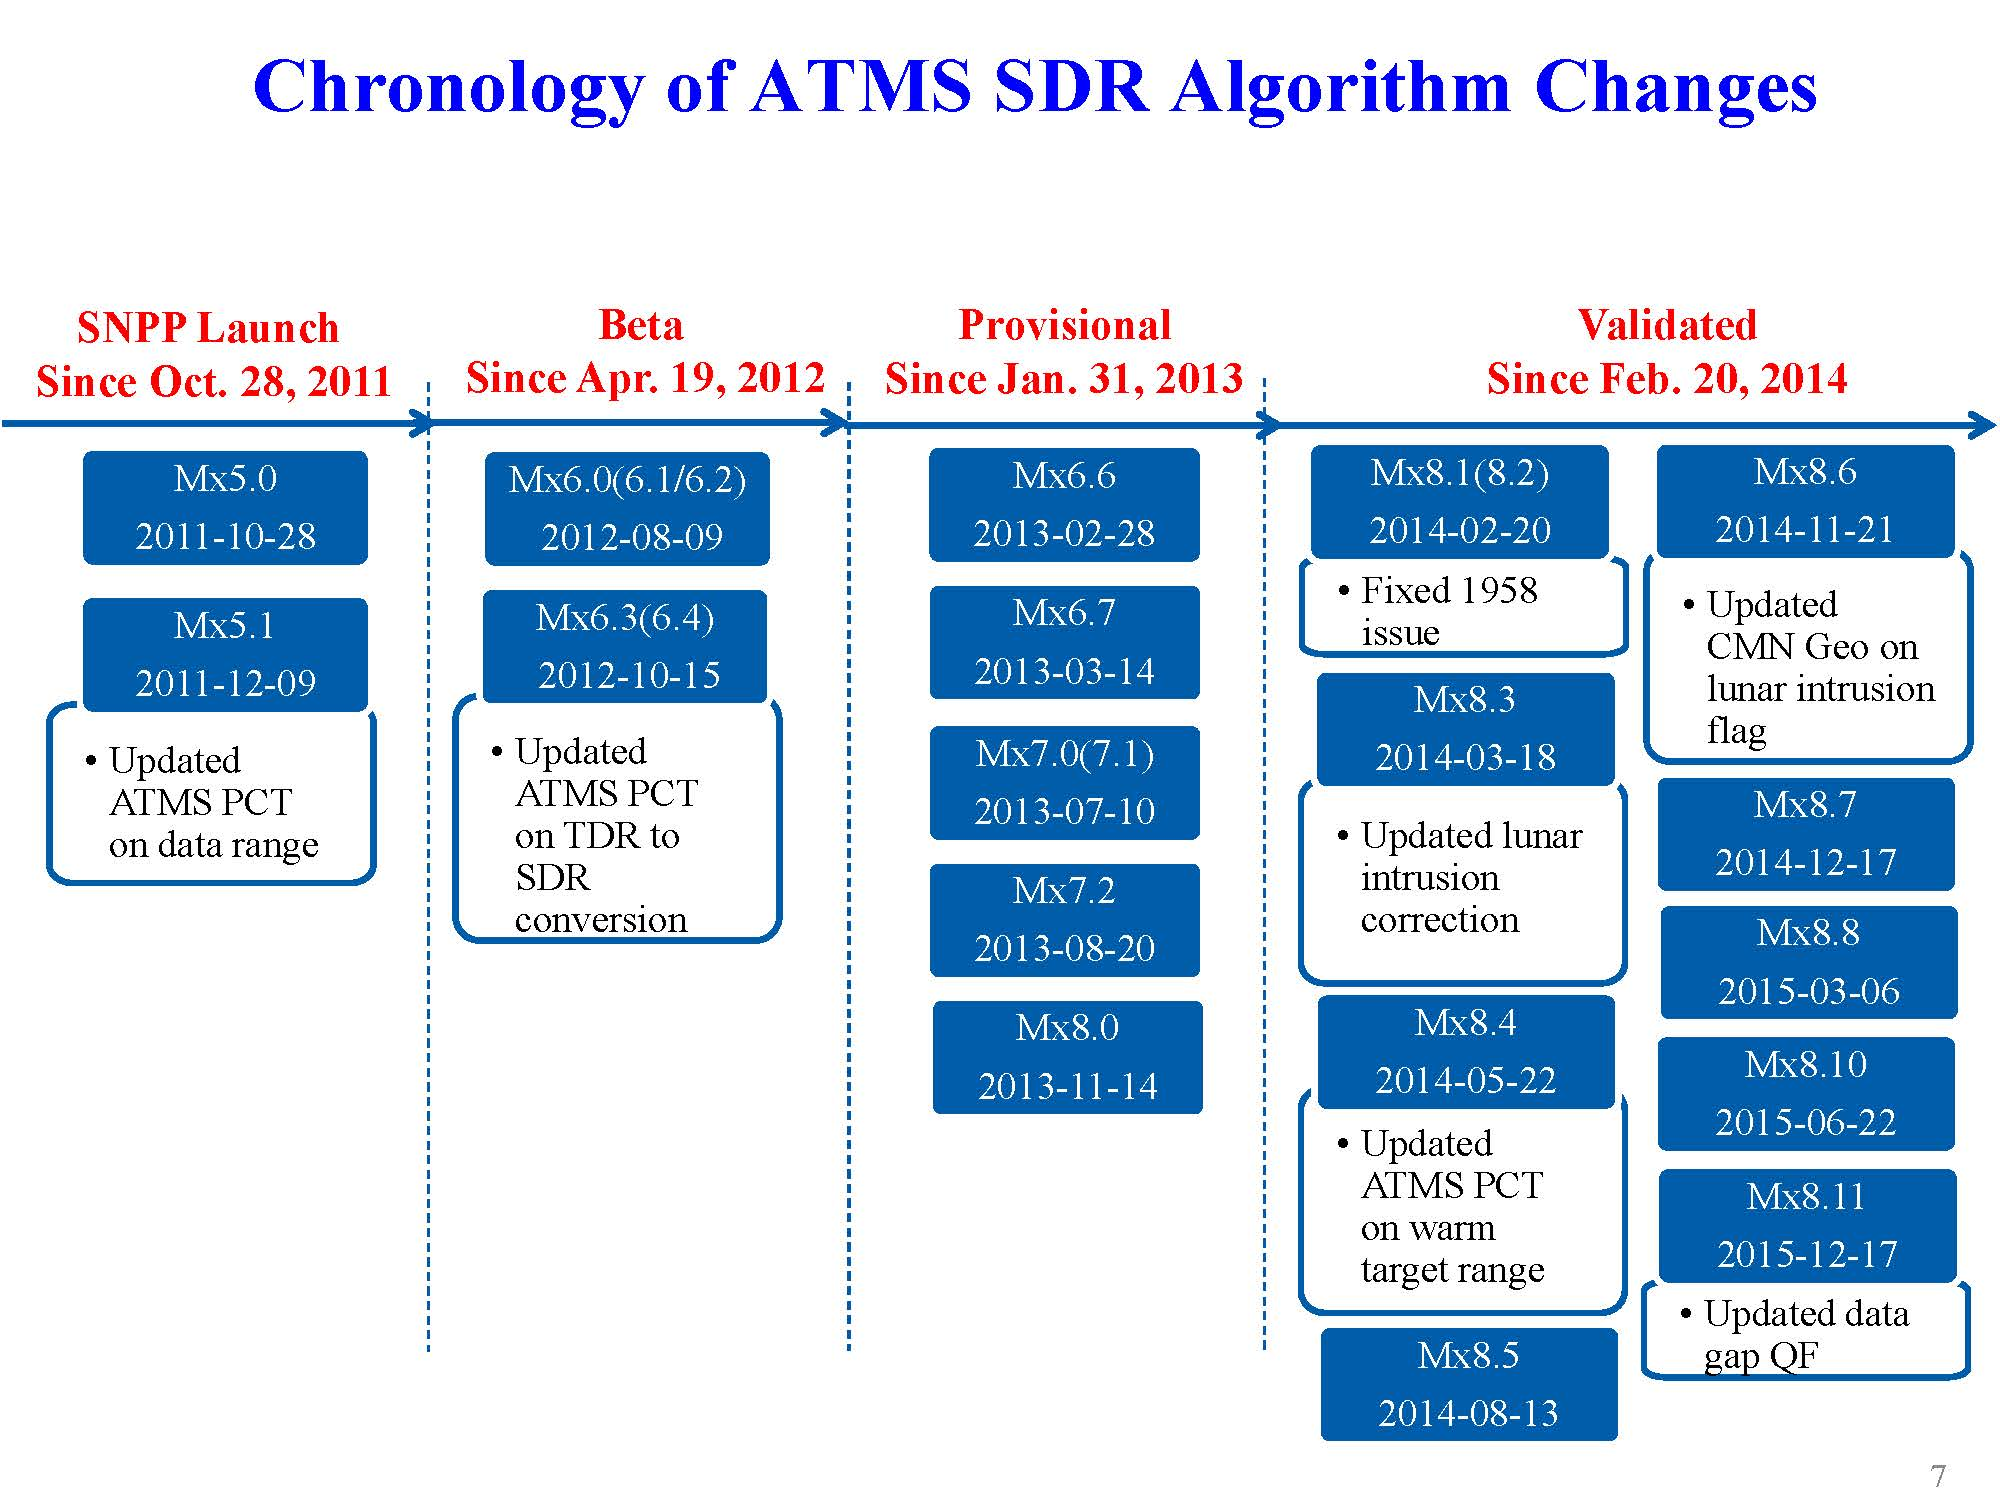 Chronology of ATMS SDR Algorithm Changes
SNPP Launch
Since Oct. 28, 2011
Beta
Since Apr. 19, 2012
Provisional
Since Jan. 31, 2013
Validated
Since Feb. 20, 2014
Mx5.0
2011-10-28
Mx5.1
2011-12-09
• Updated
ATMS PCT
on data range
Mx6.0(6.1/6.2)
2012-08-09
Mx6.3(6.4)
2012-10-15
• Updated
ATMS PCT
on TDR to
SDR
conversion
Mx6.6
2013-02-28
Mx6.7
2013-03-14
Mx7.0(7.1)
2013-07-10
Mx7.2
2013-08-20
Mx8.0
2013-11-14
Mx8.1(8.2)
2014-02-20
• Fixed 1958
issue
Mx8.3
2014-03-18
• Updated lunar
intrusion
correction
Mx8.4
2014-05-22
• Updated
ATMS PCT
on warm
target range
Mx8.5
2014-08-13
Mx8.6
2014-11-21
• Updated
CMN Geo on
lunar intrusion
flag
Mx8.7
2014-12-17
Mx8.8
2015-03-06
Mx8.10
2015-06-22
Mx8.11
2015-12-17
• Updated data
gap QF
7